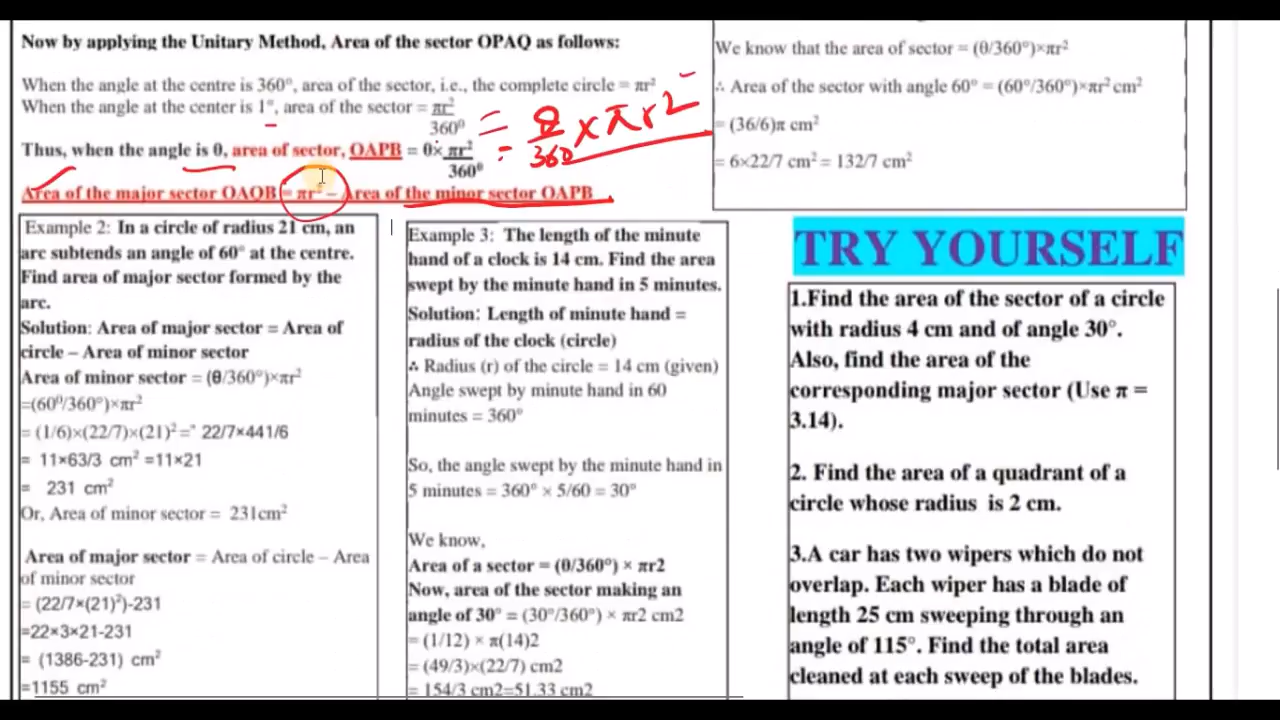 Now by applying the Unitary Method, Area of the sector OPAQ as follows:
When the angle at the centre is 360°, area of the sector, i.e., the complete circle = πr²
When the angle at the center is 1°, area of the sector = πr²
360⁰
= θ/360 × πr²
Thus, when the angle is θ, area of sector, OAPB = θ× πr²
360⁰
Area of the major sector OAQB = πr² – Area of the minor sector OAPB
We know that the area of sector = (θ/360°)×πr²
∴ Area of the sector with angle 60° = (60°/360°)×πr² cm²
= (36/6)π cm²
= 6×22/7 cm² = 132/7 cm²
Example 2: In a circle of radius 21 cm, an
arc subtends an angle of 60° at the centre.
Find area of major sector formed by the
arc.
Solution: Area of major sector = Area of
circle – Area of minor sector
Area of minor sector = (θ/360°)×πr²
=(60⁰/360°)×πr²
= (1/6)×(22/7)×(21)² =" 22/7×441/6
= 11×63/3 cm² =11×21
= 231 cm²
Or, Area of minor sector = 231cm²
Area of major sector = Area of circle – Area
of minor sector
= (22/7×(21)²)-231
=22×3×21-231
= (1386-231) cm²
=1155 cm²
Example 3: The length of the minute
hand of a clock is 14 cm. Find the area
swept by the minute hand in 5 minutes.
Solution: Length of minute hand =
radius of the clock (circle)
∴ Radius (r) of the circle = 14 cm (given)
Angle swept by minute hand in 60
minutes = 360°
So, the angle swept by the minute hand in
5 minutes = 360° × 5/60 = 30°
We know,
Area of a sector = (θ/360°) × πr2
Now, area of the sector making an
angle of 30° = (30°/360°) × πr2 cm2
= (1/12) × π(14)2
= (49/3)×(22/7) cm2
= 154/3 cm2=51.33 cm2
TRY YOURSELF
1.Find the area of the sector of a circle
with radius 4 cm and of angle 30°.
Also, find the area of the
corresponding major sector (Use π =
3.14).
2. Find the area of a quadrant of a
circle whose radius is 2 cm.
3.A car has two wipers which do not
overlap. Each wiper has a blade of
length 25 cm sweeping through an
angle of 115°. Find the total area
cleaned at each sweep of the blades.